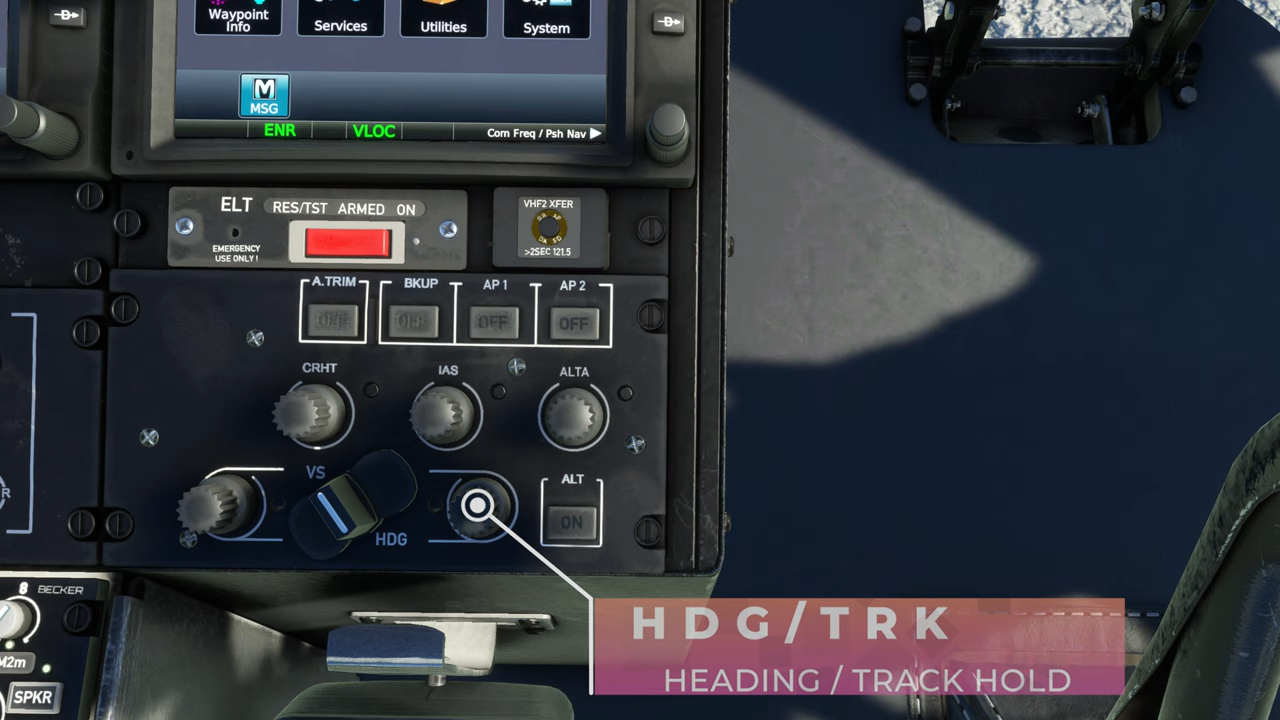 Waypoint
Info
Services
Utilities
System
MSG
ENR
VLOC
Com Freq / Psh Nav
ELT
RES/TST ARMED ON
EMERGENCY
USE ONLY!
VHF2 XFER
>2SEC 121.5
A.TRIM
BKUP
AP 1
AP 2
OFF
OFF
OFF
OFF
CRHT
IAS
ALTA
VS
ALT
ON
HDG
R
8
BECKER
HDG/TRK
HEADING / TRACK HOLD
M2m
SPKR